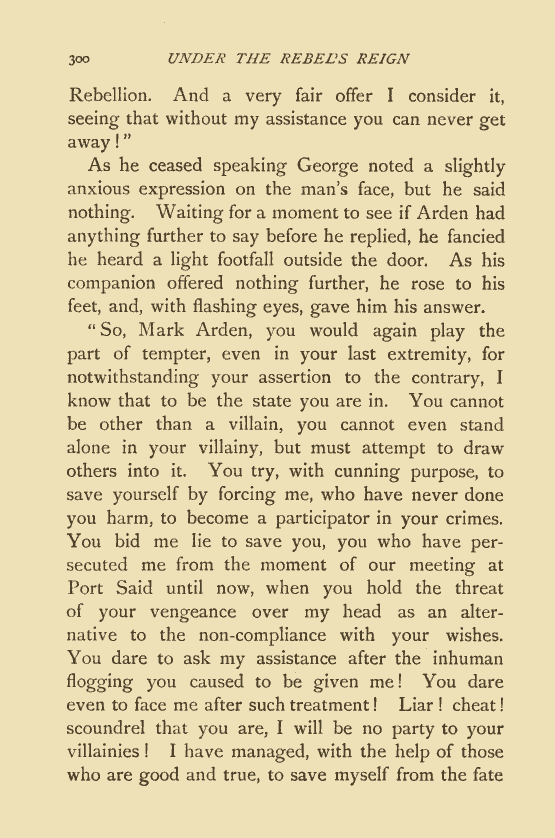 300 UNDER THE REBEL'S REIGN
Rebellion. And a very fair offer I consider it,
seeing that without my assistance you can never get
away!”
As he ceased speaking George noted a slightly
anxious expression on the man's face, but he said
nothing. Waiting for a moment to see if Arden had
anything further to say before he replied, he fancied
he heard a light footfall outside the door. As his
companion offered nothing further, he rose to his
feet, and, with flashing eyes, gave him his answer.
“So, Mark Arden, you would again play the
part of tempter, even in your last extremity, for
notwithstanding your assertion to the contrary, I
know that to be the state you are in. You cannot
be other than a villain, you cannot even stand
alone in your villainy, but must attempt to draw
others into it. You try, with cunning purpose, to
save yourself by forcing me, who have never done
you harm, to become a participator in your crimes.
You bid me lie to save you, you who have per-
secuted me from the moment of our meeting at
Port Said until now, when you hold the threat
of your vengeance over my head as an alter-
native to the non-compliance with your wishes.
You dare to ask my assistance after the inhuman
flogging you caused to be given me! You dare
even to face me after such treatment! Liar! cheat!
scoundrel that you are, I will be no party to your
villainies! I have managed, with the help of those
who are good and true, to save myself from the fate